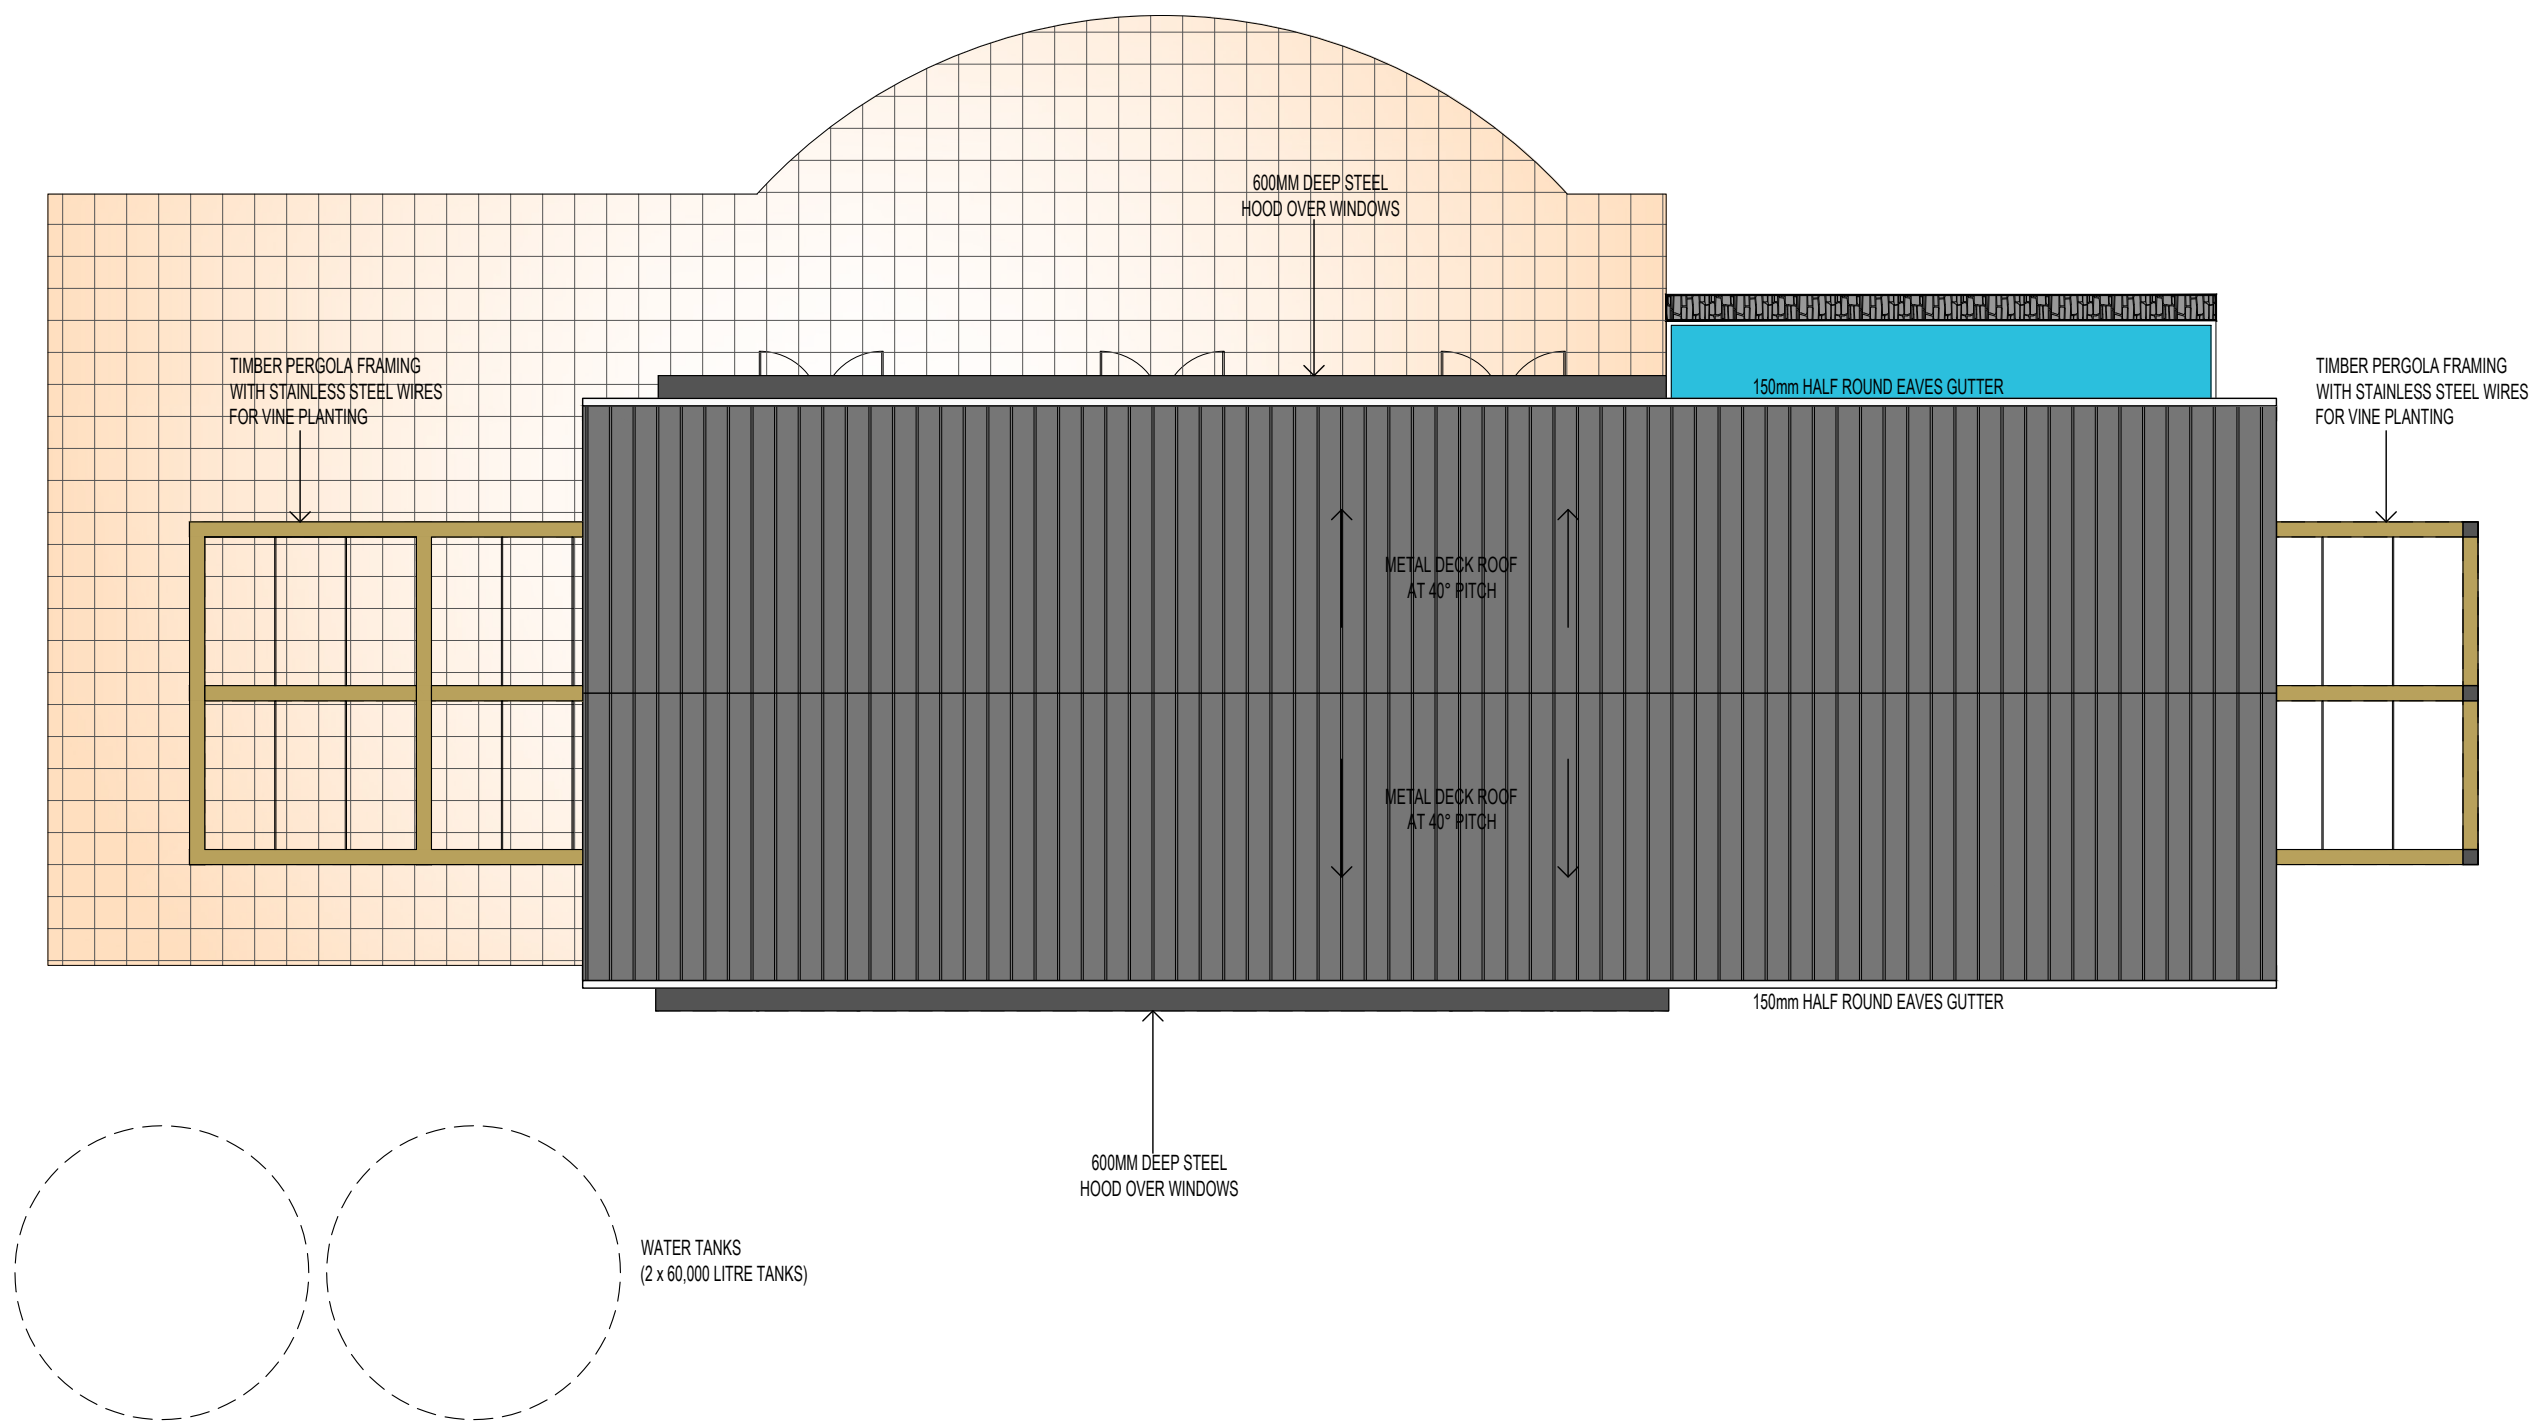 600MM DEEP STEEL
HOOD OVER WINDOWS
TIMBER PERGOLA FRAMING
WITH STAINLESS STEEL WIRES
FOR VINE PLANTING
150mm HALF ROUND EAVES GUTTER
TIMBER PERGOLA FRAMING
WITH STAINLESS STEEL WIRES
FOR VINE PLANTING
METAL DECK ROOF
AT 40° PITCH
METAL DECK ROOF
AT 40° PITCH
150mm HALF ROUND EAVES GUTTER
600MM DEEP STEEL
HOOD OVER WINDOWS
WATER TANKS
(2 x 60,000 LITRE TANKS)